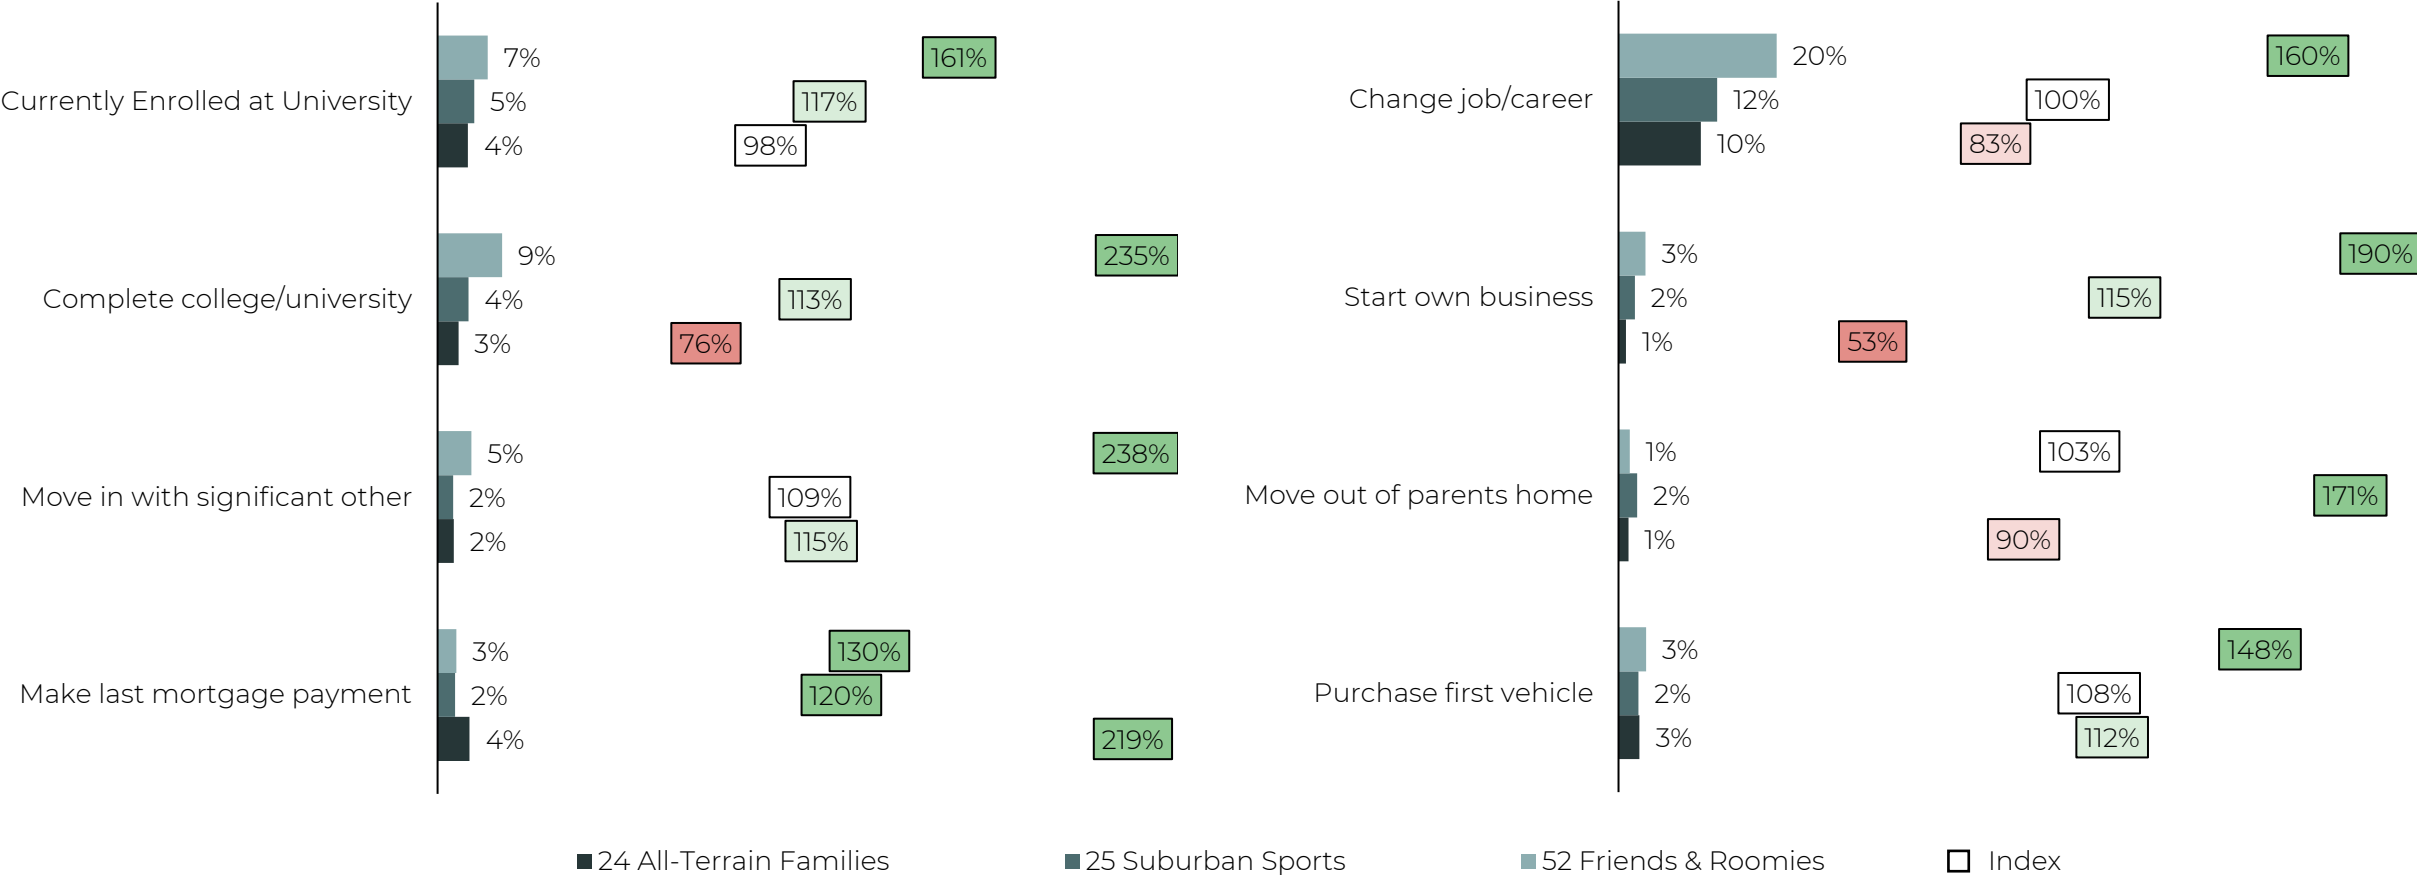 7% 161%
Currently Enrolled at University 5% 117%
4% 98%
9% 235%
Complete college/university 4% 113%
3% 76%
5% 238%
Move in with significant other 2% 109%
2% 115%
3% 130%
Make last mortgage payment 2% 120%
4% 219%
20% 160%
Change job/career 12% 100%
10% 83%
3% 190%
Start own business 2% 115%
1% 53%
1% 103%
Move out of parents home 2% 171%
1% 90%
3% 148%
Purchase first vehicle 2% 108%
3% 112%
24 All-Terrain Families 25 Suburban Sports 52 Friends & Roomies Index